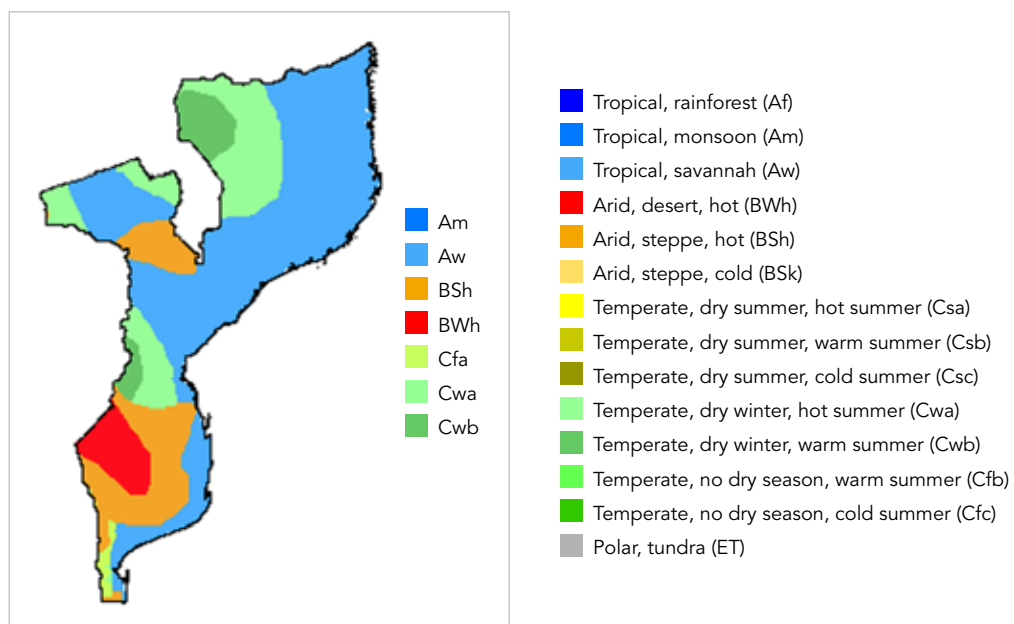 Am
Aw
BSh
BWh
Cfa
Cwa
Cwb
Tropical, rainforest (Af)
Tropical, monsoon (Am)
Tropical, savannah (Aw)
Arid, desert, hot (BWh)
Arid, steppe, hot (BSh)
Arid, steppe, cold (BSk)
Temperate, dry summer, hot summer (Csa)
Temperate, dry summer, warm summer (Csb)
Temperate, dry summer, cold summer (Csc)
Temperate, dry winter, hot summer (Cwa)
Temperate, dry winter, warm summer (Cwb)
Temperate, no dry season, warm summer (Cfb)
Temperate, no dry season, cold summer (Cfc)
Polar, tundra (ET)